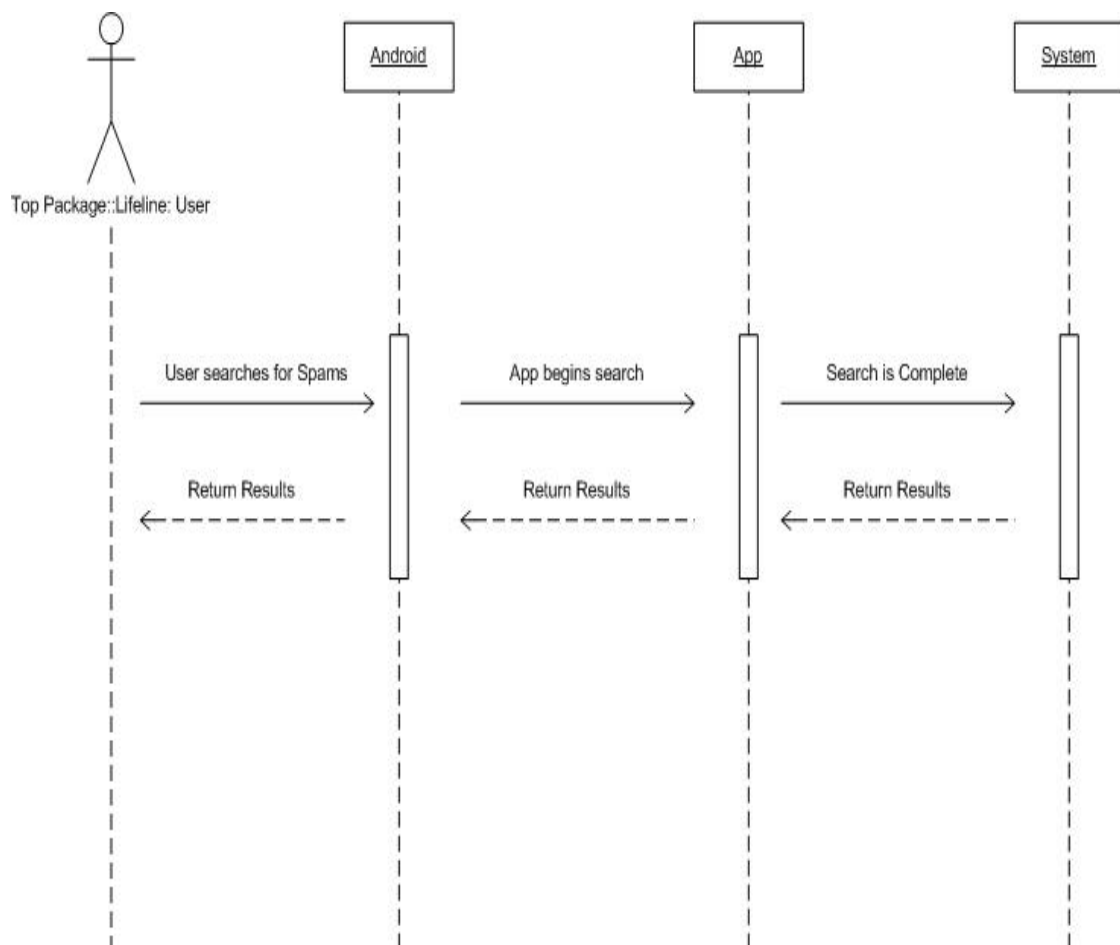 Android
App
System
Top Package::Lifeline: User
User searches for Spams
App begins search
Search is Complete
Return Results
Return Results
Return Results